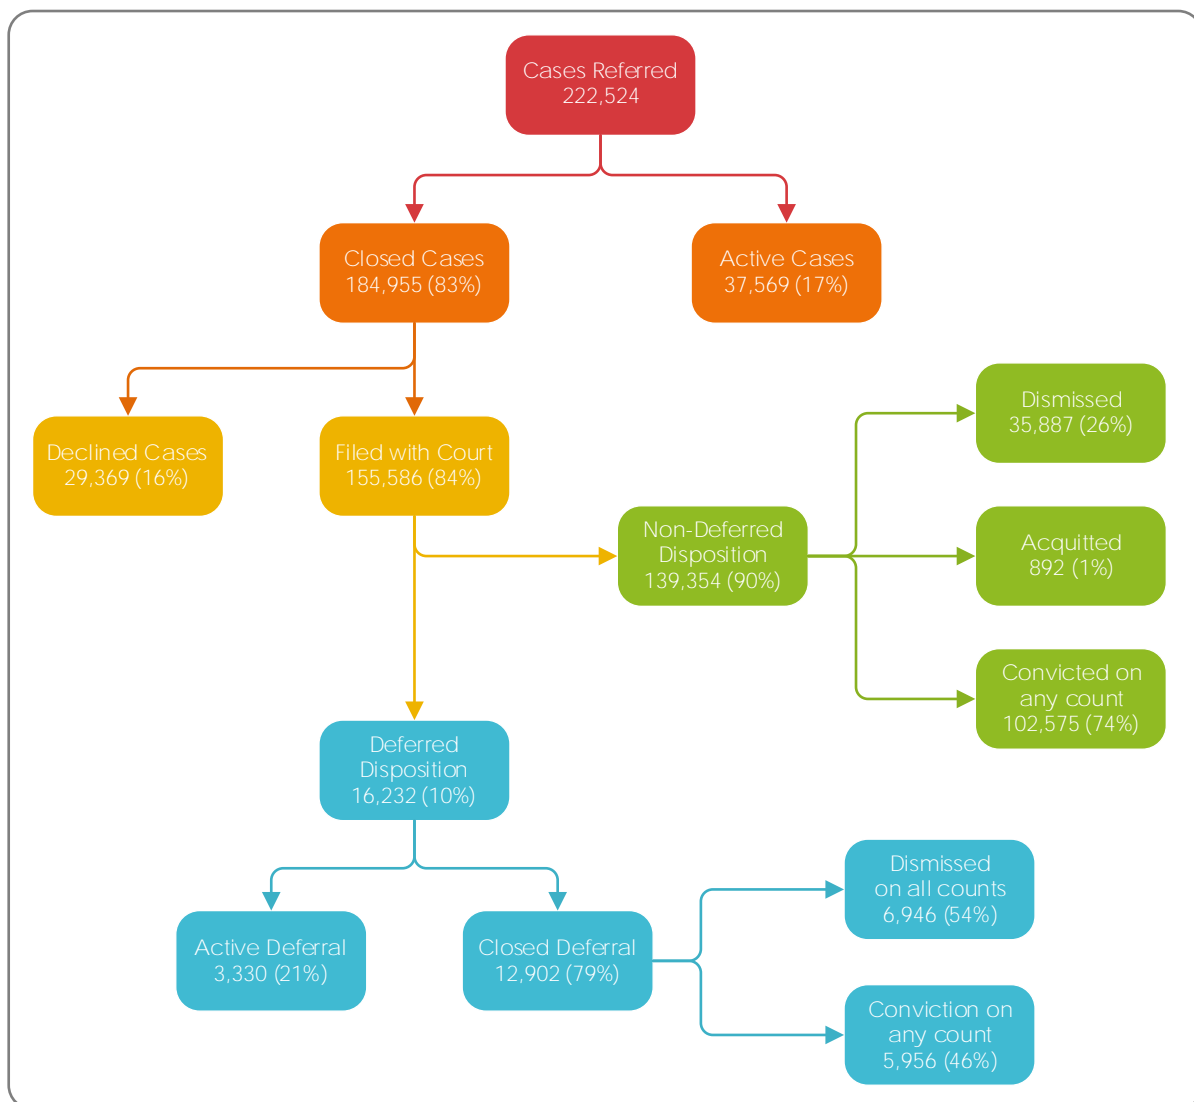 Cases Referred
222,524
Closed Cases
184,955 (83%)
Active Cases
37,569 (17%)
Declined Cases
29,369 (16%)
Filed with Court
155,586 (84%)
Non-Deferred
Disposition
139,354 (90%)
Dismissed
35,887 (26%)
Acquitted
892 (1%)
Convicted on
any count
102,575 (74%)
Deferred
Disposition
16,232 (10%)
Active Deferral
3,330 (21%)
Closed Deferral
12,902 (79%)
Dismissed
on all counts
6,946 (54%)
Conviction on
any count
5,956 (46%)